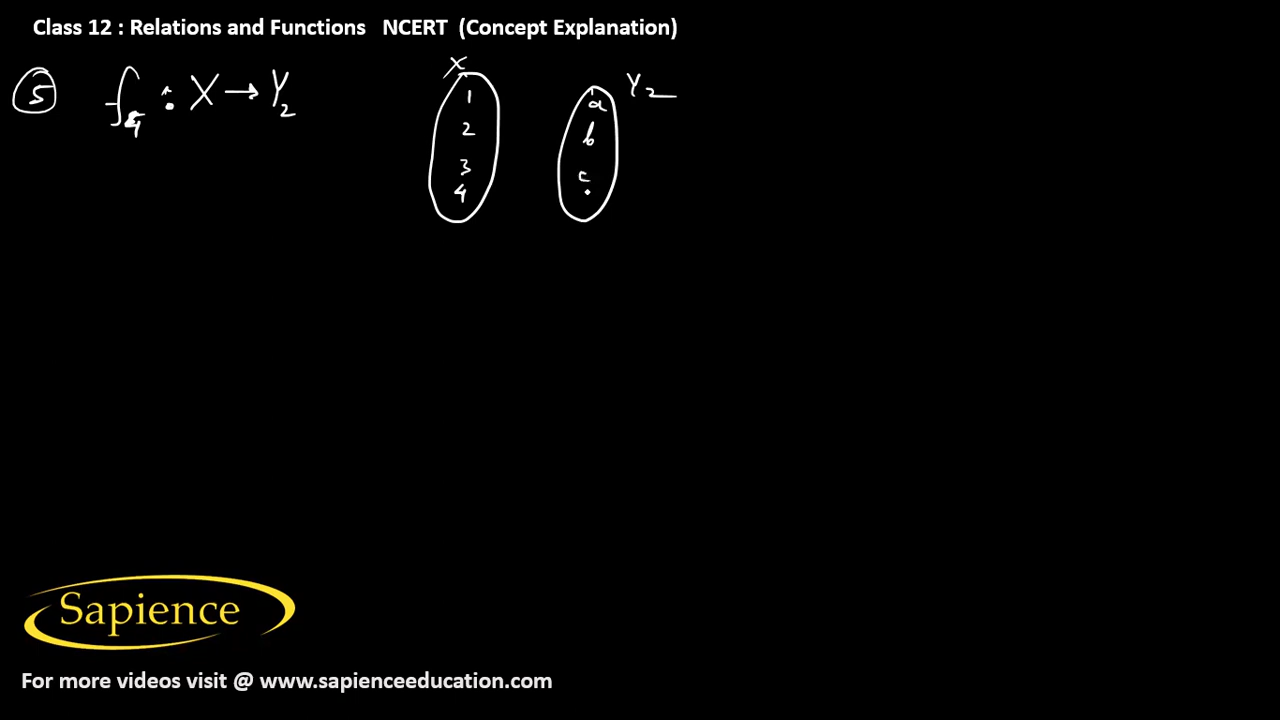 Class 12 : Relations and Functions NCERT (Concept Explanation)
5 f4 : X → Y2
X Y2
1 a
2 b
3 c
4
Sapience
For more videos visit @ www.sapienceeducation.com